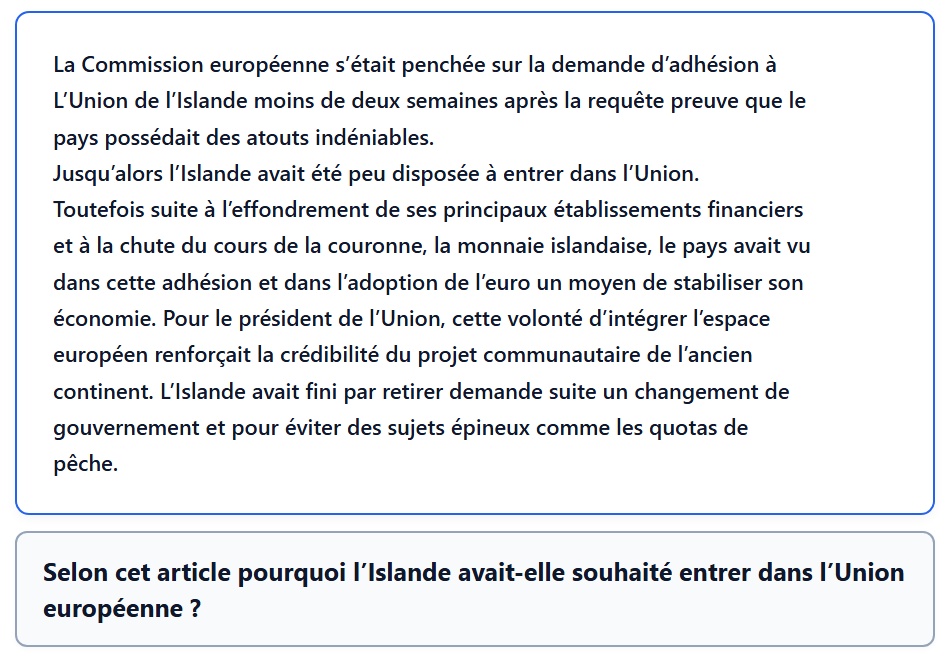 La Commission européenne s’était penchée sur la demande d’adhésion à
L’Union de l’Islande moins de deux semaines après la requête preuve que le
pays possédait des atouts indéniables.
Jusqu’alors l’Islande avait été peu disposée à entrer dans l’Union.
Toutefois suite à l’effondrement de ses principaux établissements financiers
et à la chute du cours de la couronne, la monnaie islandaise, le pays avait vu
dans cette adhésion et dans l’adoption de l’euro un moyen de stabiliser son
économie. Pour le président de l’Union, cette volonté d’intégrer l’espace
européen renforçait la crédibilité du projet communautaire de l’ancien
continent. L’Islande avait fini par retirer demande suite un changement de
gouvernement et pour éviter des sujets épineux comme les quotas de
pêche.
Selon cet article pourquoi l’Islande avait-elle souhaité entrer dans l’Union
européenne ?